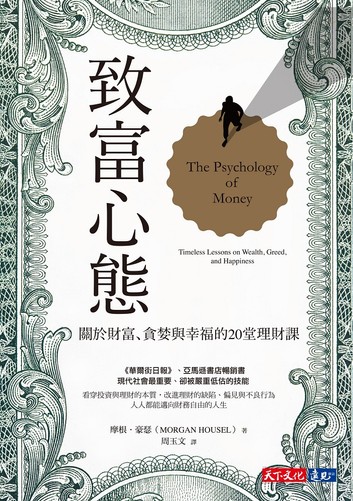 致富心態
The Psychology
of
Money
Timeless Lessons on Wealth, Greed,
and Happiness
關於財富、貪婪與幸福的20堂理財課
《華爾街日報》、亞馬遜書店暢銷書
現代社會最重要、卻被嚴重低估的技能
看穿投資與理財的本質,改進理財的缺陷、偏見與不良行為
人人都能邁向財務自由的人生
摩根・豪瑟（MORGAN HOUSEL）著
周玉文 譯
天下文化 遠見